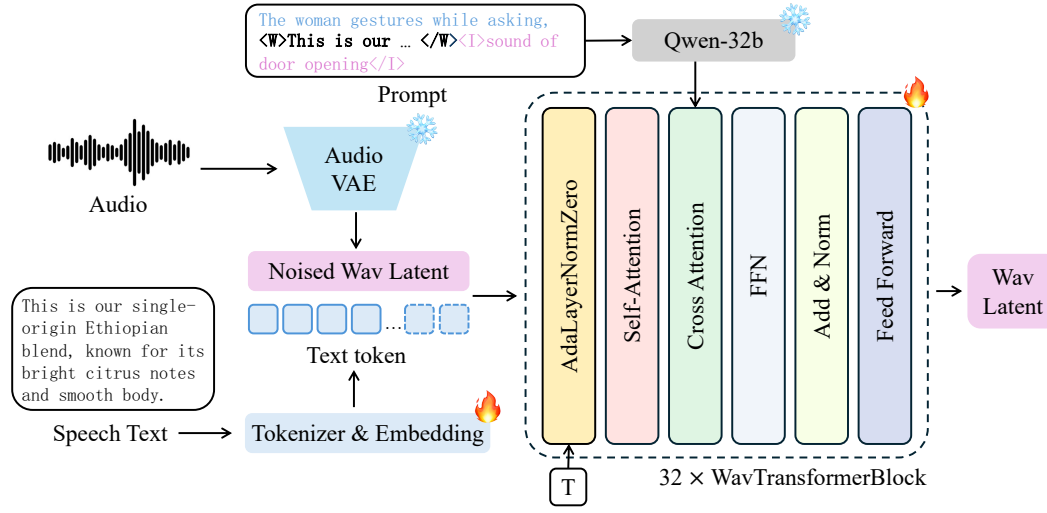 The woman gestures while asking,
<W>This is our … </W><I>sound of
door opening</I>
Prompt
Qwen-32b
Audio
Audio
VAE
Noised Wav Latent
...
Text token
This is our single-
origin Ethiopian
blend, known for its
bright citrus notes
and smooth body.
Speech Text
Tokenizer & Embedding
AdaLayerNormZero
Self-Attention
Cross Attention
FFN
Add & Norm
Feed Forward
T
32 × WavTransformerBlock
Wav
Latent